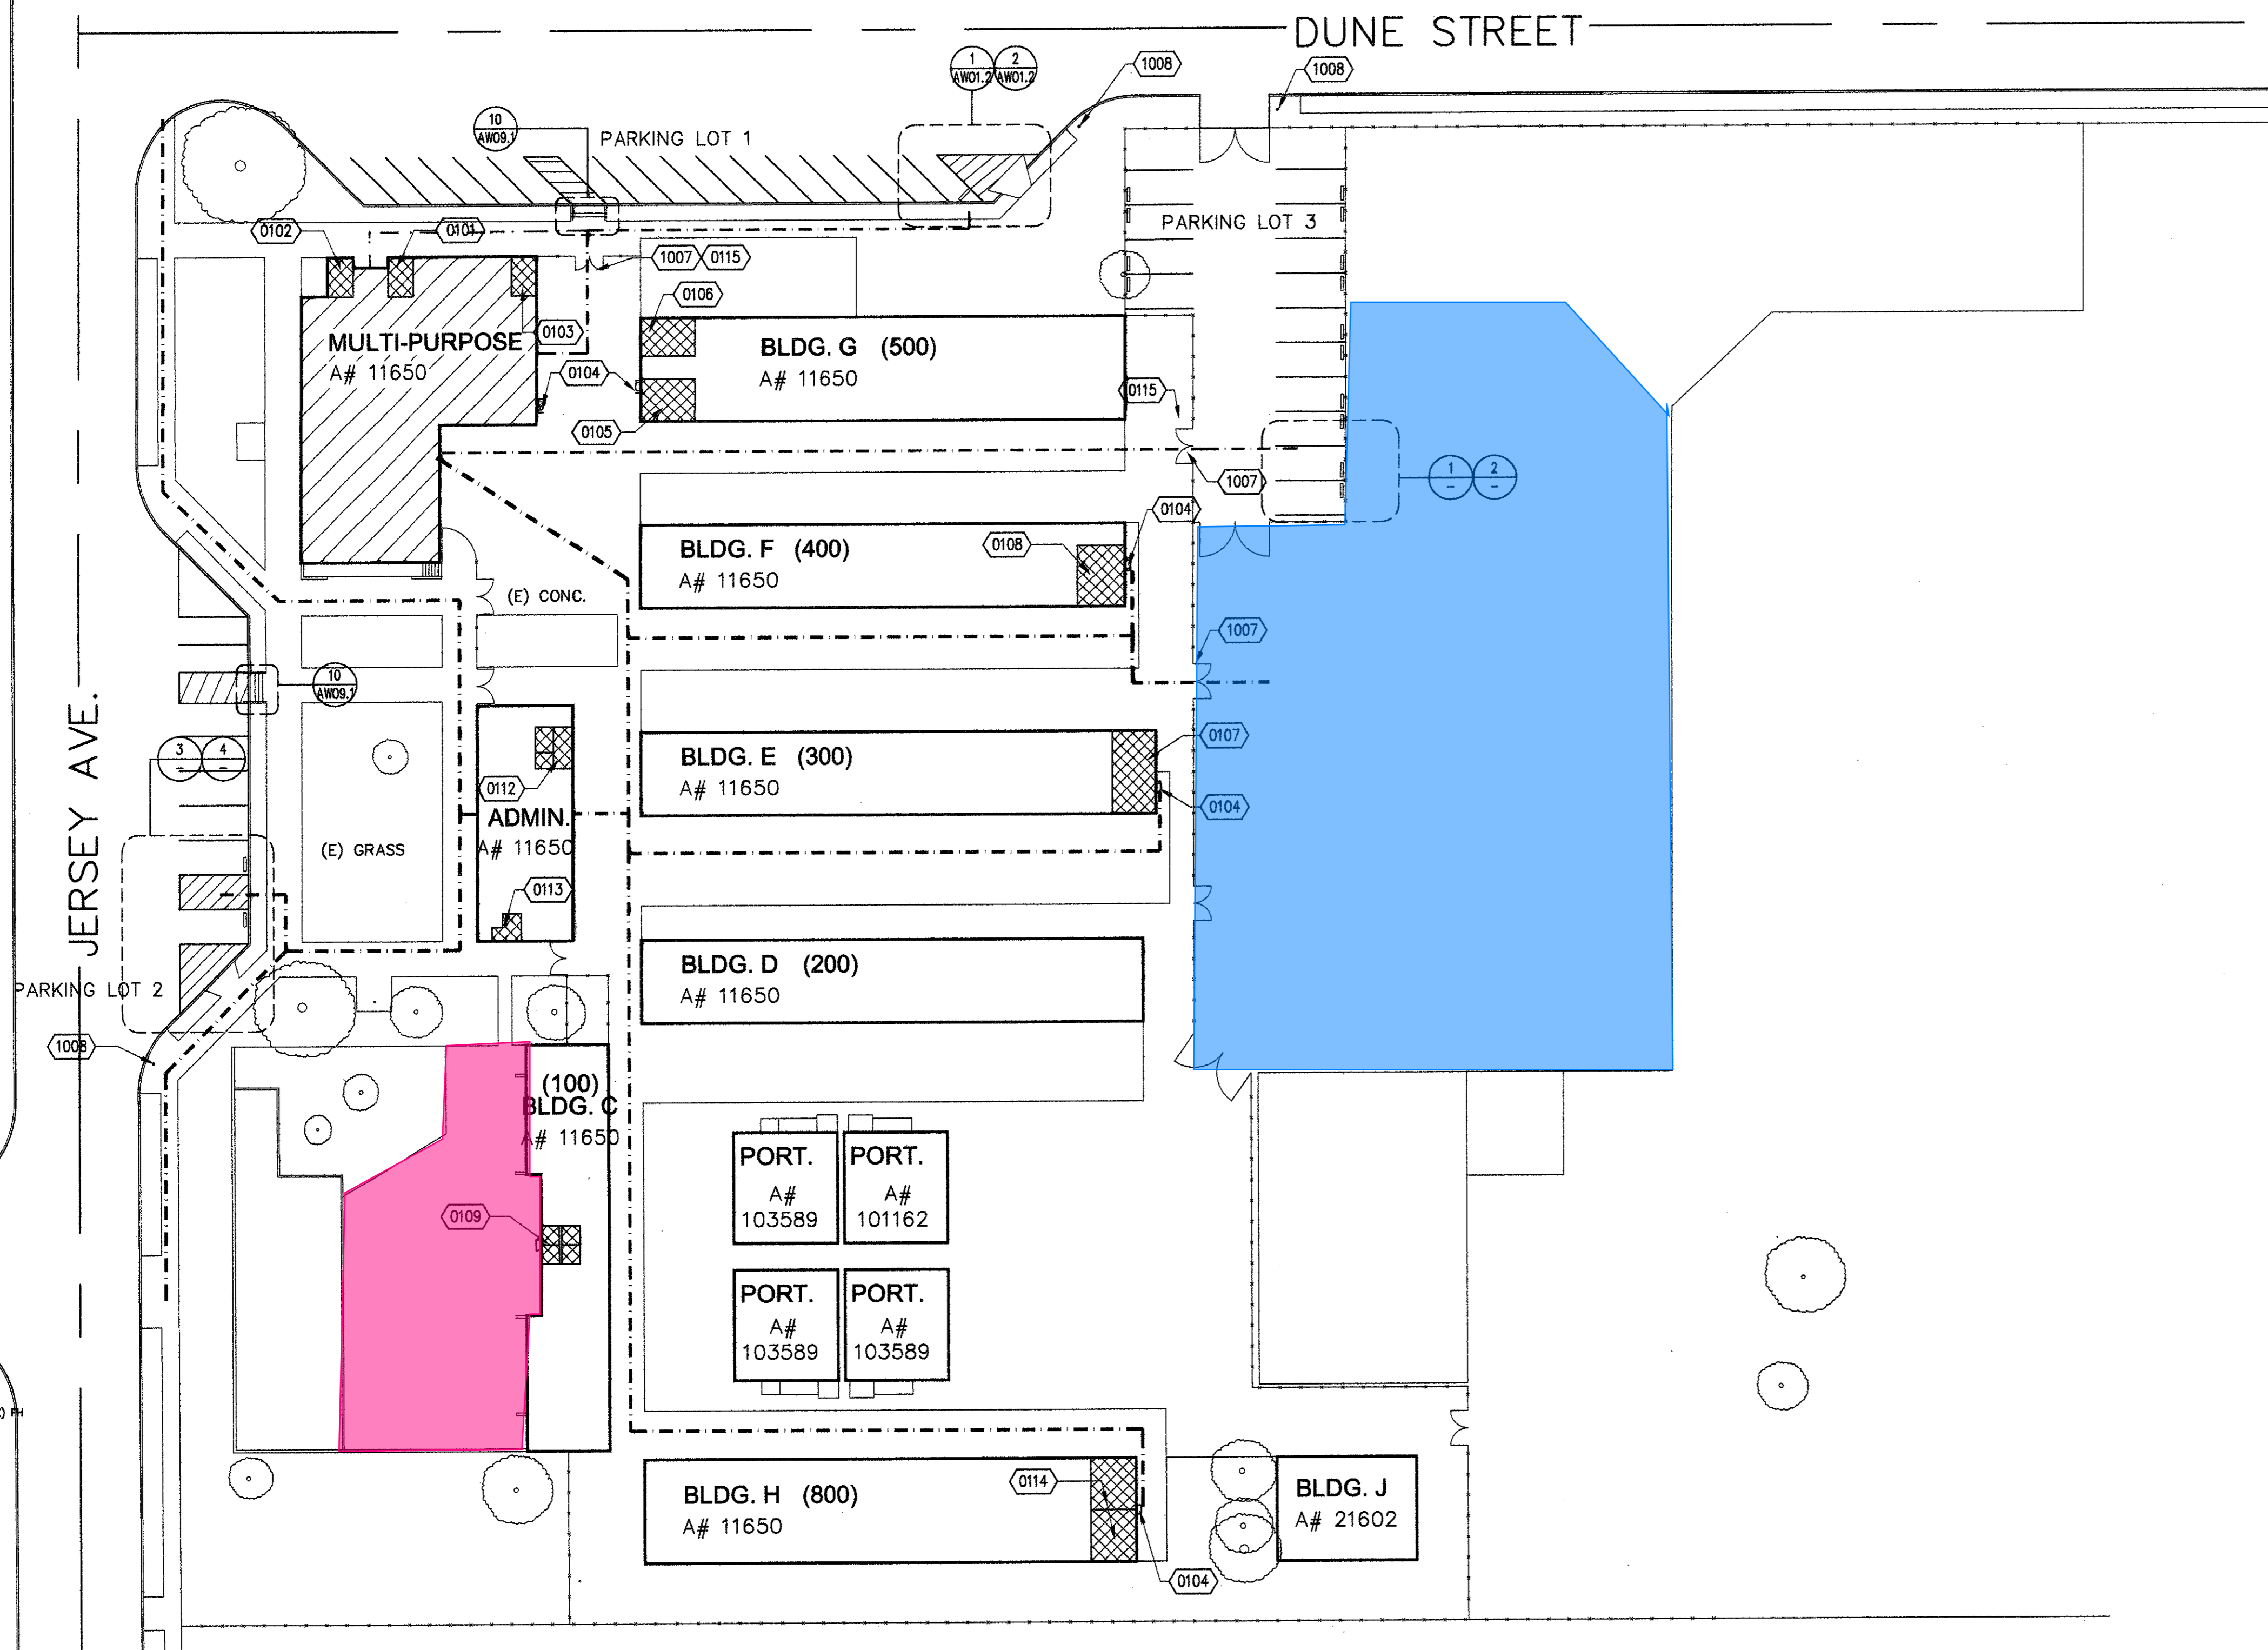 DUNE STREET
1
AW01.2
2
AW01.2
1008
1008
10
AW09.1
PARKING LOT 1
PARKING LOT 3
0102
0101
1007
0115
0106
0103
MULTI-PURPOSE
A# 11650
BLDG. G (500)
A# 11650
0104
0115
0105
1
–
2
–
1007
0104
BLDG. F (400)
A# 11650
0108
(E) CONC.
1007
10
AW09.1
JERSEY AVE.
3
–
4
–
0112
BLDG. E (300)
A# 11650
0107
0104
ADMIN.
A# 11650
(E) GRASS
0113
BLDG. D (200)
A# 11650
PARKING LOT 2
1008
(100)
BLDG. C
A# 11650
0109
PORT.
A#
103589
PORT.
A#
101162
PORT.
A#
103589
PORT.
A#
103589
FH
BLDG. H (800)
A# 11650
0114
BLDG. J
A# 21602
0104